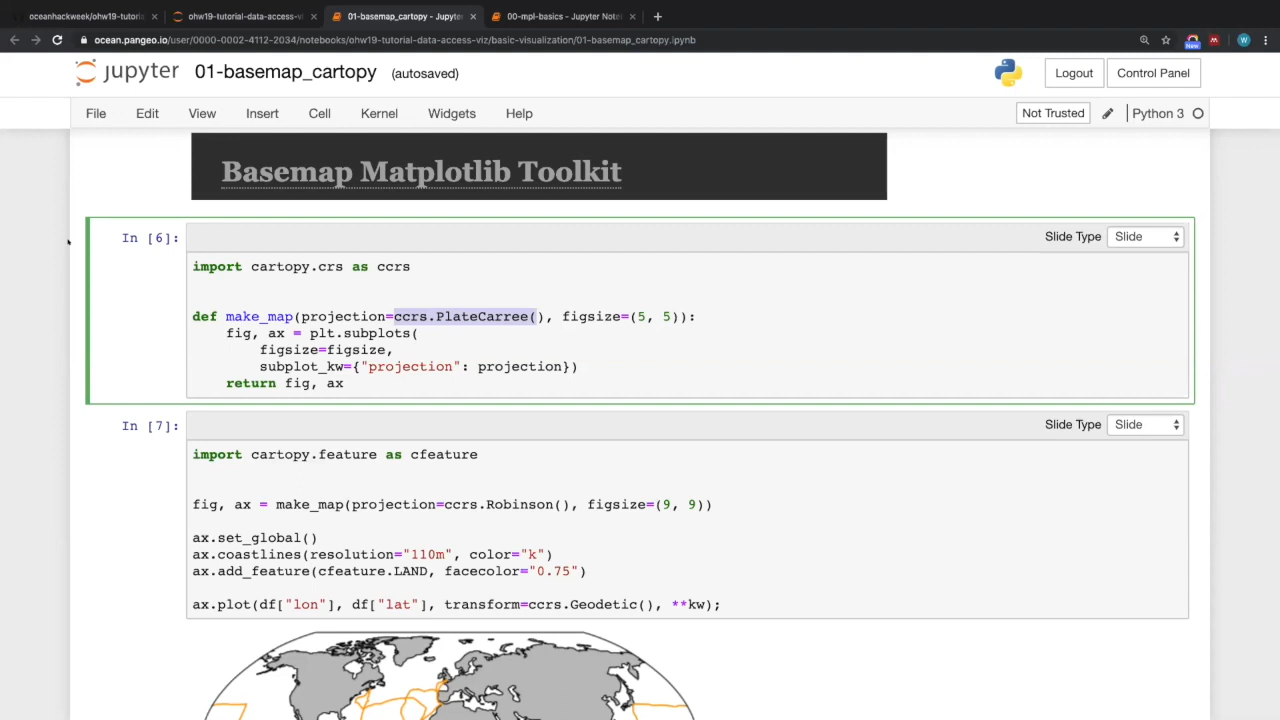 oceanhackweek/ohw19-tutoria
ohw19-tutorial-data-access-vi
01-basemap_cartopy - Jupyte
00-mpl-basics - Jupyter Note
ocean.pangeo.io/user/0000-0002-4112-2034/notebooks/ohw19-tutorial-data-access-viz/basic-visualization/01-basemap_cartopy.ipynb
New
W
jupyter 01-basemap_cartopy (autosaved)
Logout
Control Panel
File Edit View Insert Cell Kernel Widgets Help
Not Trusted
Python 3
Basemap Matplotlib Toolkit
In [6]:
Slide Type Slide
import cartopy.crs as ccrs
def make_map(projection=ccrs.PlateCarree(), figsize=(5, 5)):
fig, ax = plt.subplots(
figsize=figsize,
subplot_kw={"projection": projection})
return fig, ax
In [7]:
Slide Type Slide
import cartopy.feature as cfeature
fig, ax = make_map(projection=ccrs.Robinson(), figsize=(9, 9))
ax.set_global()
ax.coastlines(resolution="110m", color="k")
ax.add_feature(cfeature.LAND, facecolor="0.75")
ax.plot(df["lon"], df["lat"], transform=ccrs.Geodetic(), **kw);